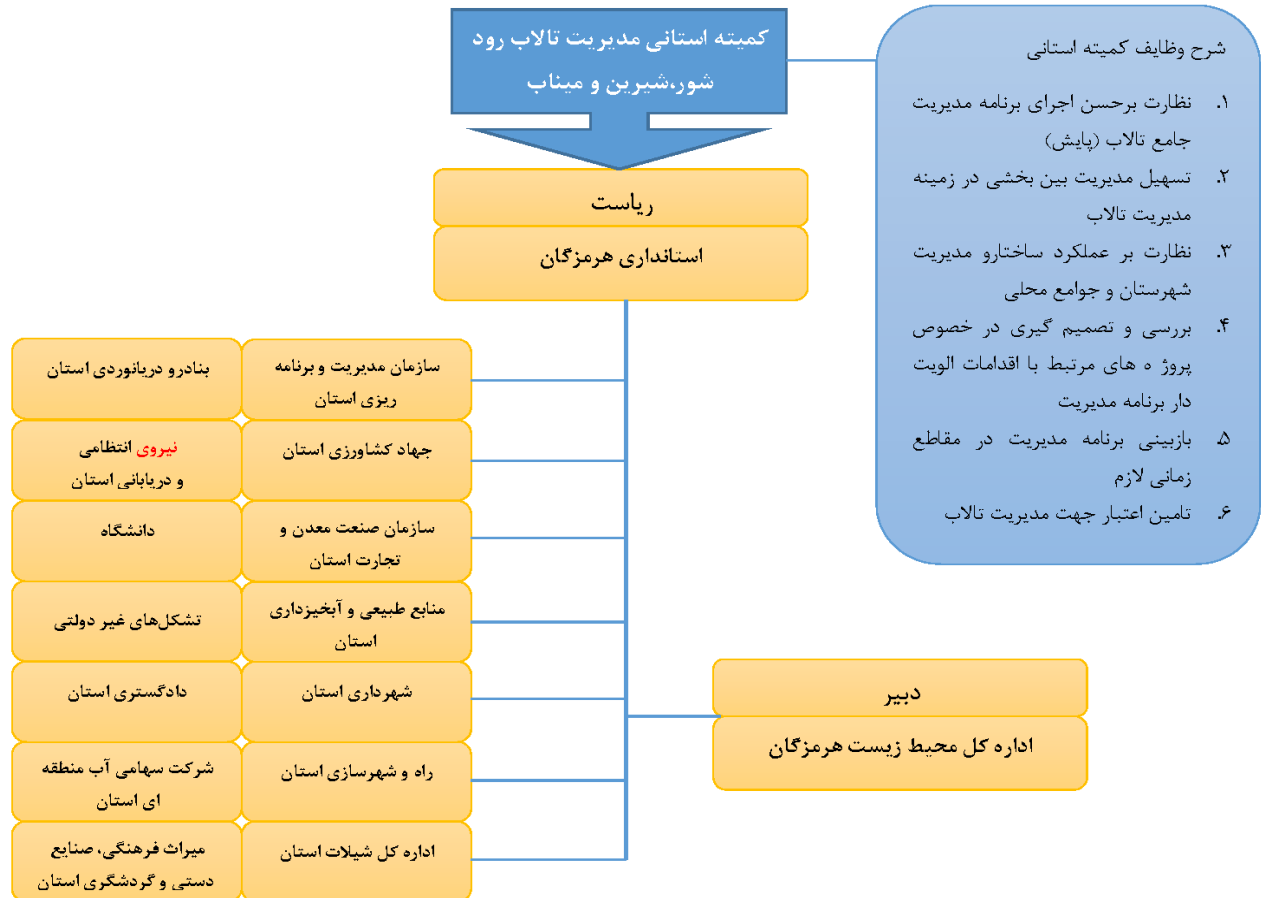 کمیته استانی مدیریت تالاب رود
شور،شیرین و میناب
شرح وظایف کمیته استانی
۱. نظارت برحسن اجرای برنامه مدیریت
جامع تالاب (پایش)
۲. تسهیل مدیریت بین بخشی در زمینه
مدیریت تالاب
۳. نظارت بر عملکرد ساختارو مدیریت
شهرستان و جوامع محلی
۴. بررسی و تصمیم گیری در خصوص
پروژ ه های مرتبط با اقدامات الویت
دار برنامه مدیریت
۵. بازبینی برنامه مدیریت در مقاطع
زمانی لازم
۶. تامین اعتبار جهت مدیریت تالاب
ریاست
استانداری هرمزگان
سازمان مدیریت و برنامه
ریزی استان
بنادرو دریانوردی استان
جهاد کشاورزی استان
نیروی انتظامی
و دریابانی استان
سازمان صنعت معدن و
تجارت استان
دانشگاه
منابع طبیعی و آبخیزداری
استان
تشکل‌های غیر دولتی
شهرداری استان
دادگستری استان
راه و شهرسازی استان
شرکت سهامی آب منطقه
ای استان
اداره کل شیلات استان
میراث فرهنگی، صنایع
دستی و گردشگری استان
دبیر
اداره کل محیط زیست هرمزگان